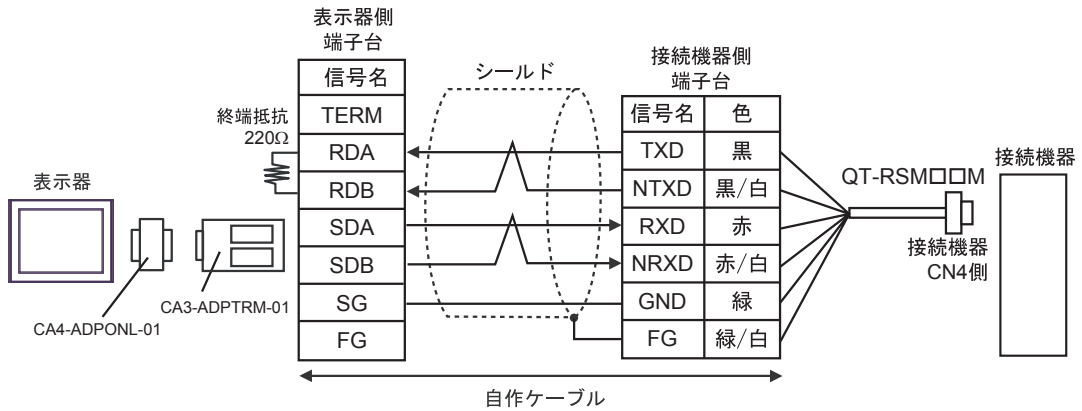 表示器側
端子台
信号名
TERM
RDA
RDB
SDA
SDB
SG
FG
終端抵抗
220Ω
表示器
CA4-ADPONL-01
CA3-ADPTRM-01
シールド
接続機器側
端子台
信号名 色
TXD 黒
NTXD 黒/白
RXD 赤
NRXD 赤/白
GND 緑
FG 緑/白
QT-RSM□□M
接続機器
CN4側
接続機器
自作ケーブル